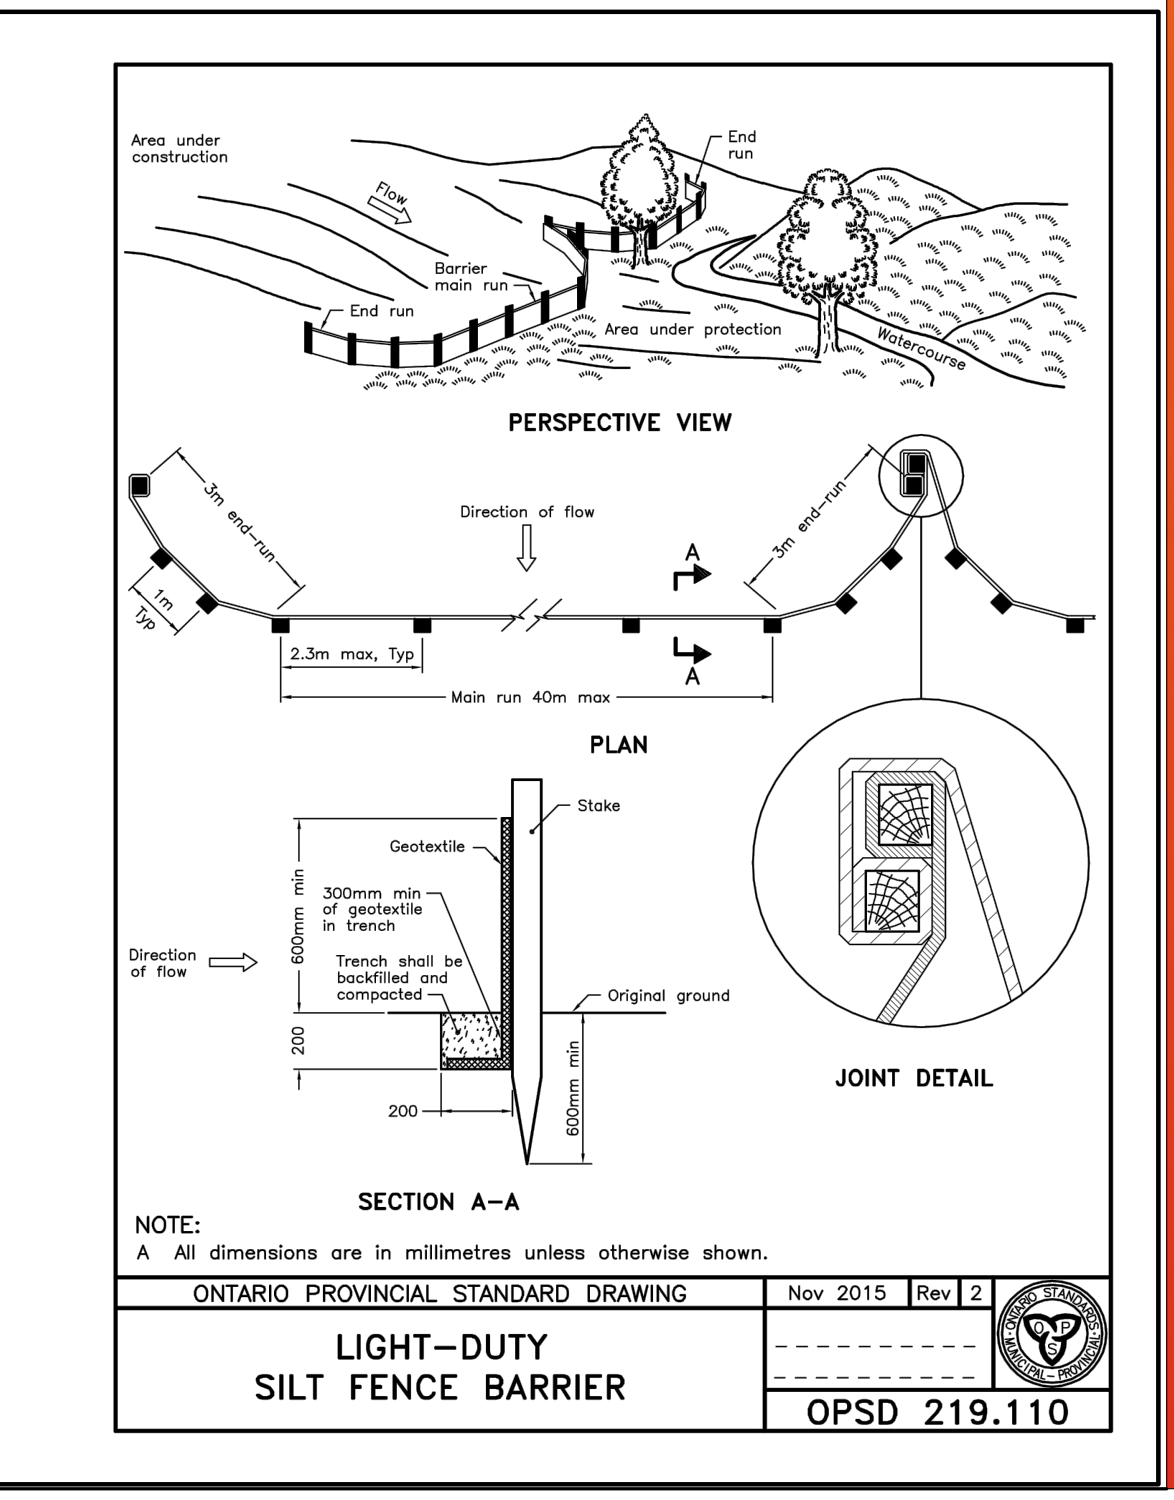 Area under
construction
Flow
End
run
Barrier
main run
End run
Area under protection
Watercourse
PERSPECTIVE VIEW
3m end-run
Direction of flow
3m end-run
A
1m
Typ
2.3m max, Typ
A
Main run 40m max
PLAN
Stake
Geotextile
600mm min
300mm min
of geotextile
in trench
Direction
of flow
Trench shall be
backfilled and
compacted
Original ground
200
600mm min
200
JOINT DETAIL
SECTION A-A
NOTE:
A All dimensions are in millimetres unless otherwise shown.
ONTARIO PROVINCIAL STANDARD DRAWING
Nov 2015 Rev 2
LIGHT-DUTY
SILT FENCE BARRIER
ONTARIO STANDARDS
MUNICIPAL-PROVINCIAL
O P
S
OPSD 219.110